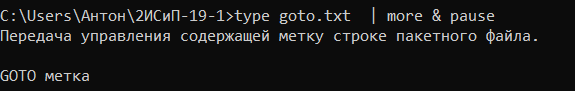 C:\Users\Антон\2ИСиП-19-1>type goto.txt  | more & pause
Передача управления содержащей метку строке пакетного файла.
GOTO метка